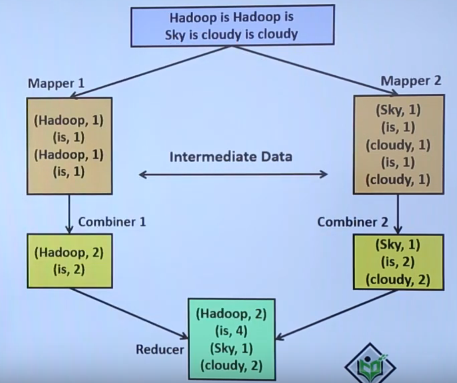 Hadoop is Hadoop is
Sky is cloudy is cloudy
Mapper 1
Mapper 2
(Hadoop, 1)
(is, 1)
(Hadoop, 1)
(is, 1)
Intermediate Data
(Sky, 1)
(is, 1)
(cloudy, 1)
(is, 1)
(cloudy, 1)
Combiner 1
Combiner 2
(Hadoop, 2)
(is, 2)
(Sky, 1)
(is, 2)
(cloudy, 2)
Reducer
(Hadoop, 2)
(is, 4)
(Sky, 1)
(cloudy, 2)